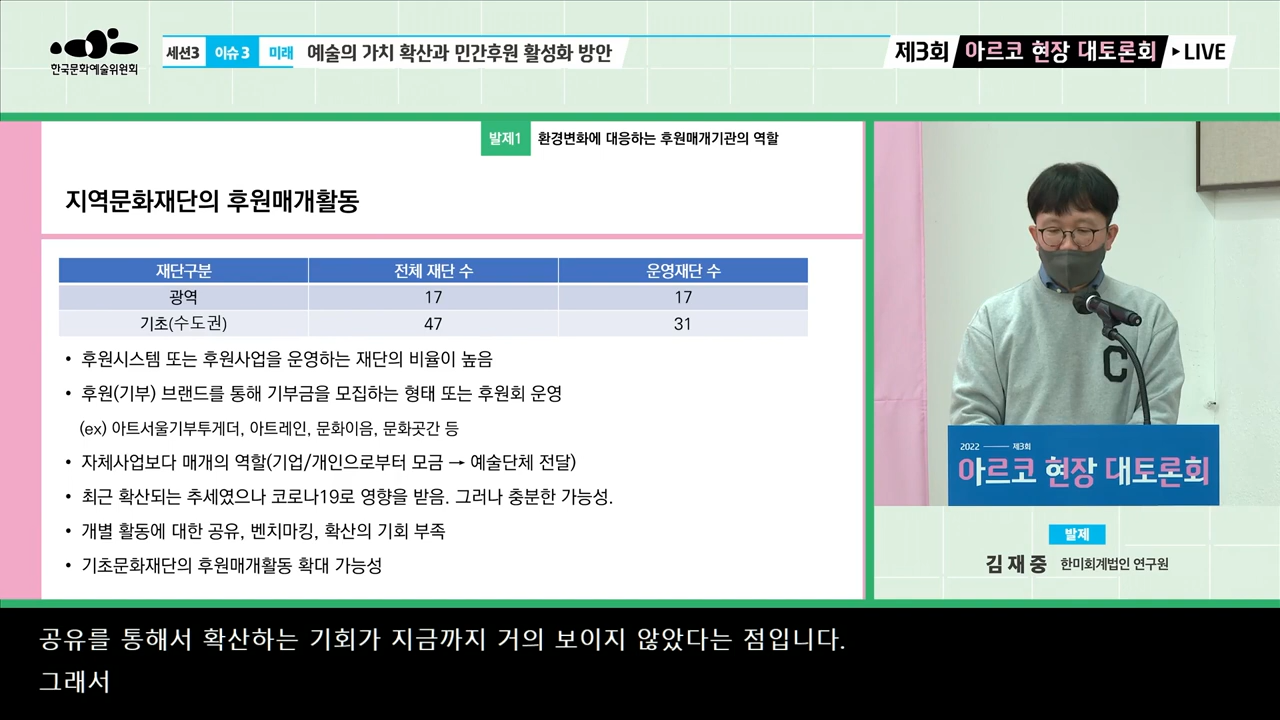 한국문화예술위원회
세션3 이슈 3 미래 예술의 가치 확산과 민간후원 활성화 방안
제3회 아르코 현장 대토론회 LIVE
발제1 환경변화에 대응하는 후원매개기관의 역할
지역문화재단의 후원매개활동
재단구분 전체 재단 수 운영재단 수
광역 17 17
기초(수도권) 47 31
• 후원시스템 또는 후원사업을 운영하는 재단의 비율이 높음
• 후원(기부) 브랜드를 통해 기부금을 모집하는 형태 또는 후원회 운영
(ex) 아트서울기부투게더, 아트레인, 문화이음, 문화곳간 등
• 자체사업보다 매개의 역할(기업/개인으로부터 모금 → 예술단체 전달)
• 최근 확산되는 추세였으나 코로나19로 영향을 받음. 그러나 충분한 가능성.
• 개별 활동에 대한 공유, 벤치마킹, 확산의 기회 부족
• 기초문화재단의 후원매개활동 확대 가능성
C
2022 제3회
아르코 현장 대토론회
발제
김재중 한미회계법인 연구원
공유를 통해서 확산하는 기회가 지금까지 거의 보이지 않았다는 점입니다.
그래서